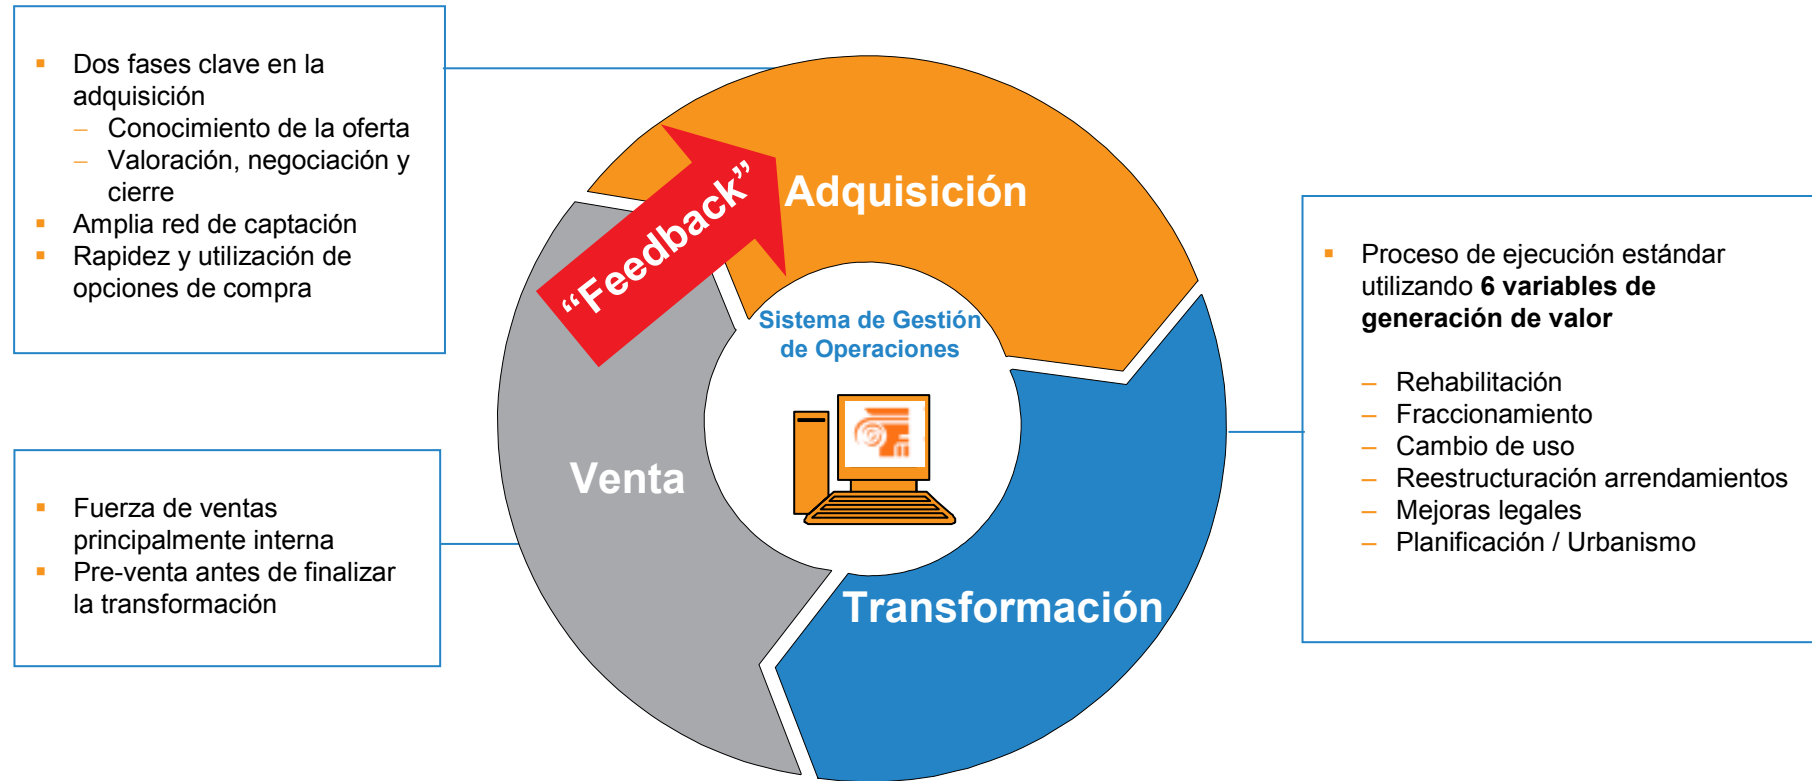 Dos fases clave en la
adquisición
– Conocimiento de la oferta
– Valoración, negociación y
cierre
Amplia red de captación
Rapidez y utilización de
opciones de compra
Fuerza de ventas
principalmente interna
Pre-venta antes de finalizar
la transformación
“Feedback”
Adquisición
Sistema de Gestión
de Operaciones
Venta
Transformación
Proceso de ejecución estándar
utilizando 6 variables de
generación de valor
– Rehabilitación
– Fraccionamiento
– Cambio de uso
– Reestructuración arrendamientos
– Mejoras legales
– Planificación / Urbanismo